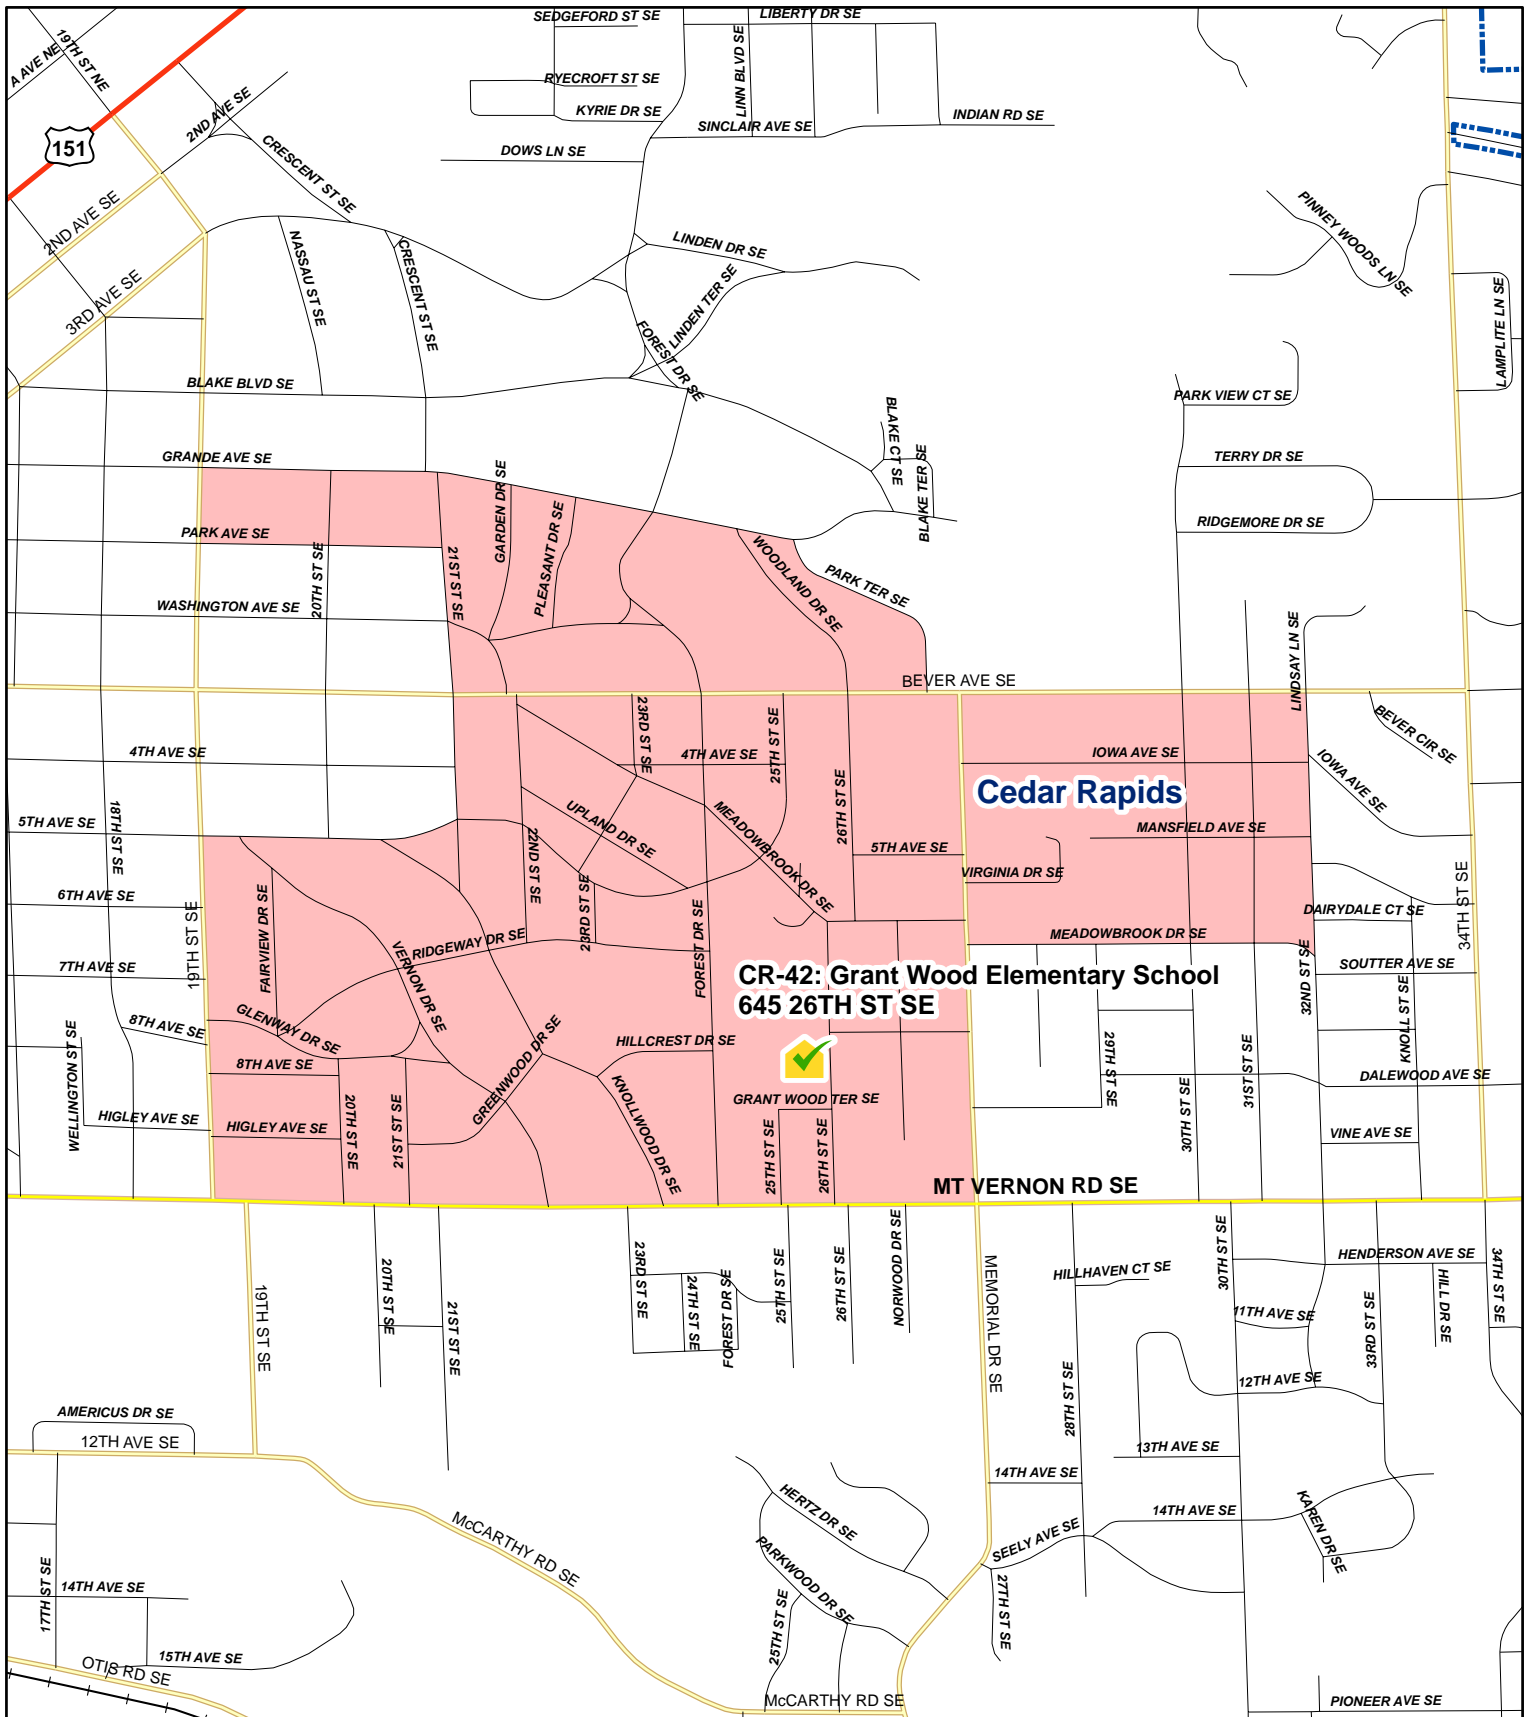 SEDGEFORD ST SE
LIBERTY DR SE
19TH ST NE
A AVE NE
LINN BLVD SE
RYECROFT ST SE
KYRIE DR SE
2ND AVE SE
INDIAN RD SE
SINCLAIR AVE SE
151
DOWS LN SE
CRESCENT ST SE
2ND AVE SE
PINNEY WOODS LN SE
NASSAU ST SE
CRESCENT ST SE
LINDEN DR SE
3RD AVE SE
LINDEN TER SE
LAMPLITE LN SE
FOREST DR SE
BLAKE BLVD SE
PARK VIEW CT SE
BLAKE CT SE
GRANDE AVE SE
TERRY DR SE
BLAKE TER SE
GARDEN DR SE
PLEASANT DR SE
RIDGEMORE DR SE
PARK AVE SE
20TH ST SE
21ST ST SE
WOODLAND DR SE
PARK TER SE
WASHINGTON AVE SE
LINDSAY LN SE
BEVER AVE SE
23RD ST SE
25TH ST SE
BEVER CIR SE
4TH AVE SE
4TH AVE SE
IOWA AVE SE
IOWA AVE SE
Cedar Rapids
26TH ST SE
18TH ST SE
5TH AVE SE
UPLAND DR SE
MEADOWBROOK DR SE
MANSFIELD AVE SE
22ND ST SE
5TH AVE SE
VIRGINIA DR SE
6TH AVE SE
23RD ST SE
DAIRYDALE CT SE
34TH ST SE
19TH ST SE
FAIRVIEW DR SE
VERNON DR SE
RIDGEWAY DR SE
FOREST DR SE
MEADOWBROOK DR SE
32ND ST SE
7TH AVE SE
SOUTTER AVE SE
CR-42: Grant Wood Elementary School
645 26TH ST SE
KNOLL ST SE
8TH AVE SE
GLENWAY DR SE
HILLCREST DR SE
8TH AVE SE
29TH ST SE
31ST ST SE
DALEWOOD AVE SE
WELLINGTON ST SE
GREENWOOD DR SE
KNOLLWOOD DR SE
GRANT WOOD TER SE
HIGLEY AVE SE
HIGLEY AVE SE
20TH ST SE
21ST ST SE
25TH ST SE
26TH ST SE
30TH ST SE
VINE AVE SE
MT VERNON RD SE
19TH ST SE
20TH ST SE
21ST ST SE
23RD ST SE
24TH ST SE
FOREST DR SE
25TH ST SE
26TH ST SE
NORWOOD DR SE
MEMORIAL DR SE
HILLHAVEN CT SE
30TH ST SE
HENDERSON AVE SE
34TH ST SE
HILL DR SE
11TH AVE SE
33RD ST SE
28TH ST SE
12TH AVE SE
AMERICUS DR SE
12TH AVE SE
13TH AVE SE
14TH AVE SE
HERTZ DR SE
14TH AVE SE
KAREN DR SE
McCARTHY RD SE
SEELY AVE SE
PARKWOOD DR SE
17TH ST SE
14TH AVE SE
27TH ST SE
25TH ST SE
15TH AVE SE
OTIS RD SE
McCARTHY RD SE
PIONEER AVE SE